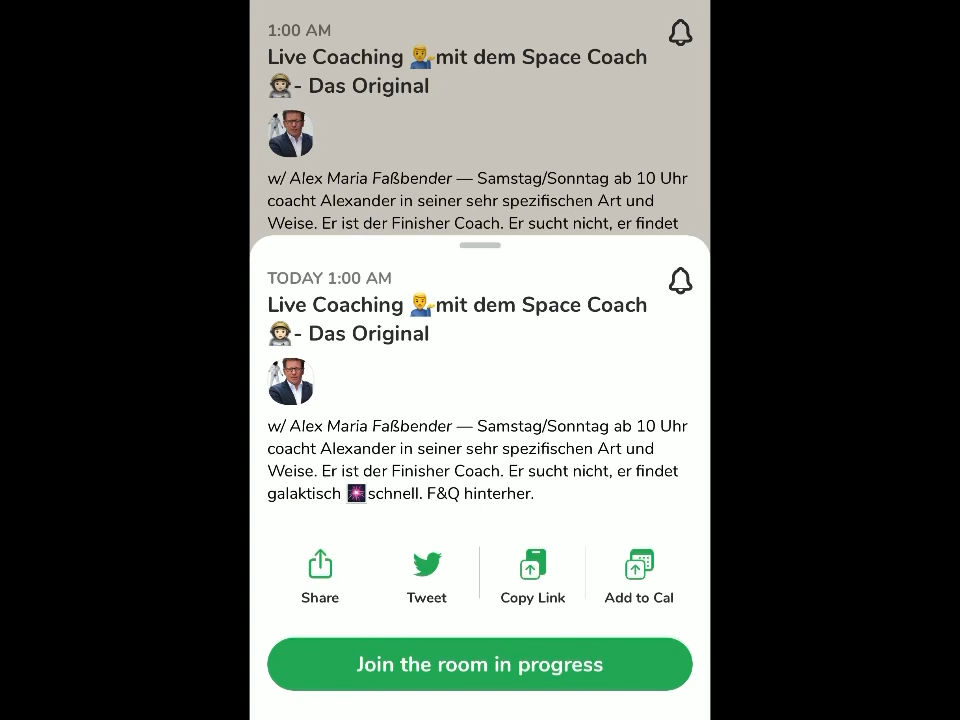 1:00 AM
Live Coaching 💁‍♂️mit dem Space Coach
👩‍🚀- Das Original
w/ Alex Maria Faßbender — Samstag/Sonntag ab 10 Uhr
coacht Alexander in seiner sehr spezifischen Art und
Weise. Er ist der Finisher Coach. Er sucht nicht, er findet
TODAY 1:00 AM
Live Coaching 💁‍♂️mit dem Space Coach
👩‍🚀- Das Original
w/ Alex Maria Faßbender — Samstag/Sonntag ab 10 Uhr
coacht Alexander in seiner sehr spezifischen Art und
Weise. Er ist der Finisher Coach. Er sucht nicht, er findet
galaktisch 🎆schnell. F&Q hinterher.
Share
Tweet
Copy Link
Add to Cal
Join the room in progress